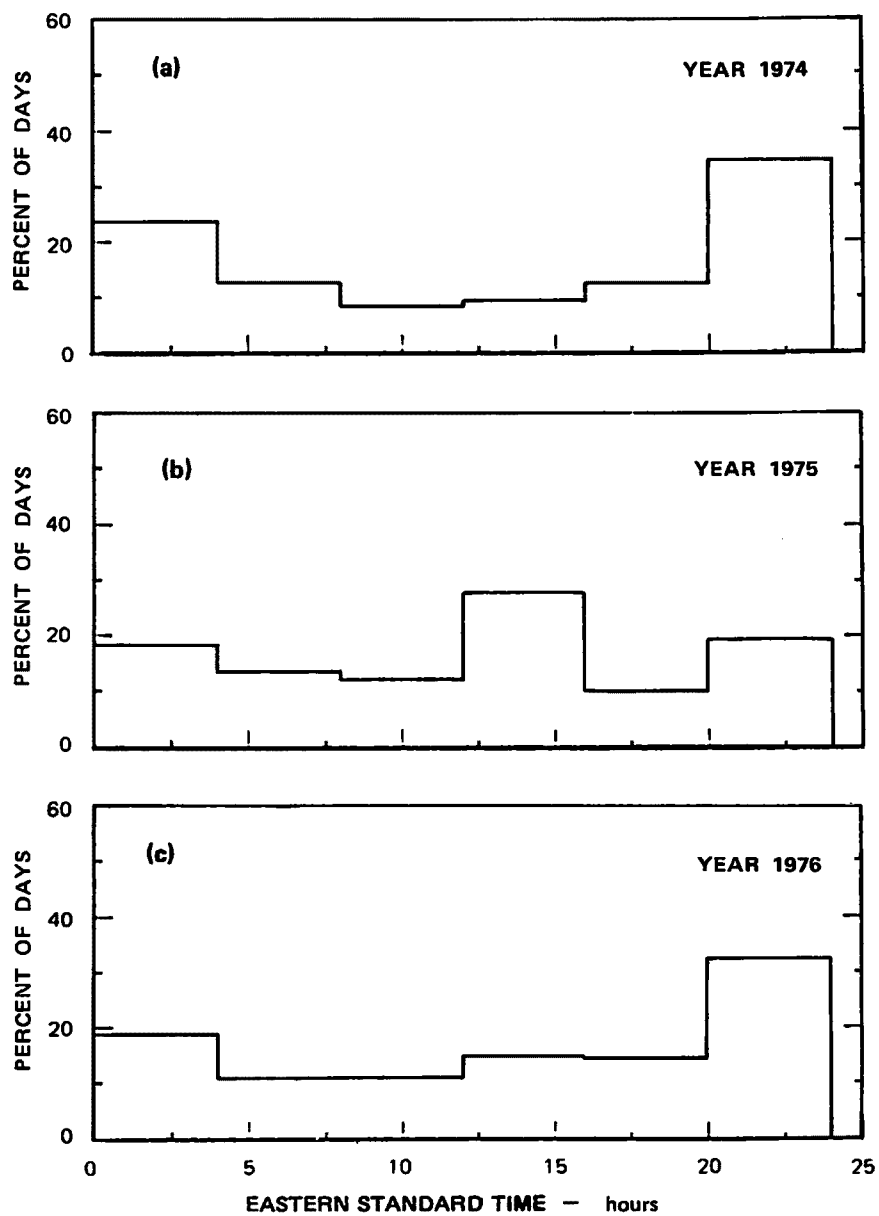 60
(a)
YEAR 1974
40
20
0
PERCENT OF DAYS
60
(b)
YEAR 1975
40
20
0
PERCENT OF DAYS
60
(c)
YEAR 1976
40
20
0
PERCENT OF DAYS
0 5 10 15 20 25
EASTERN STANDARD TIME — hours